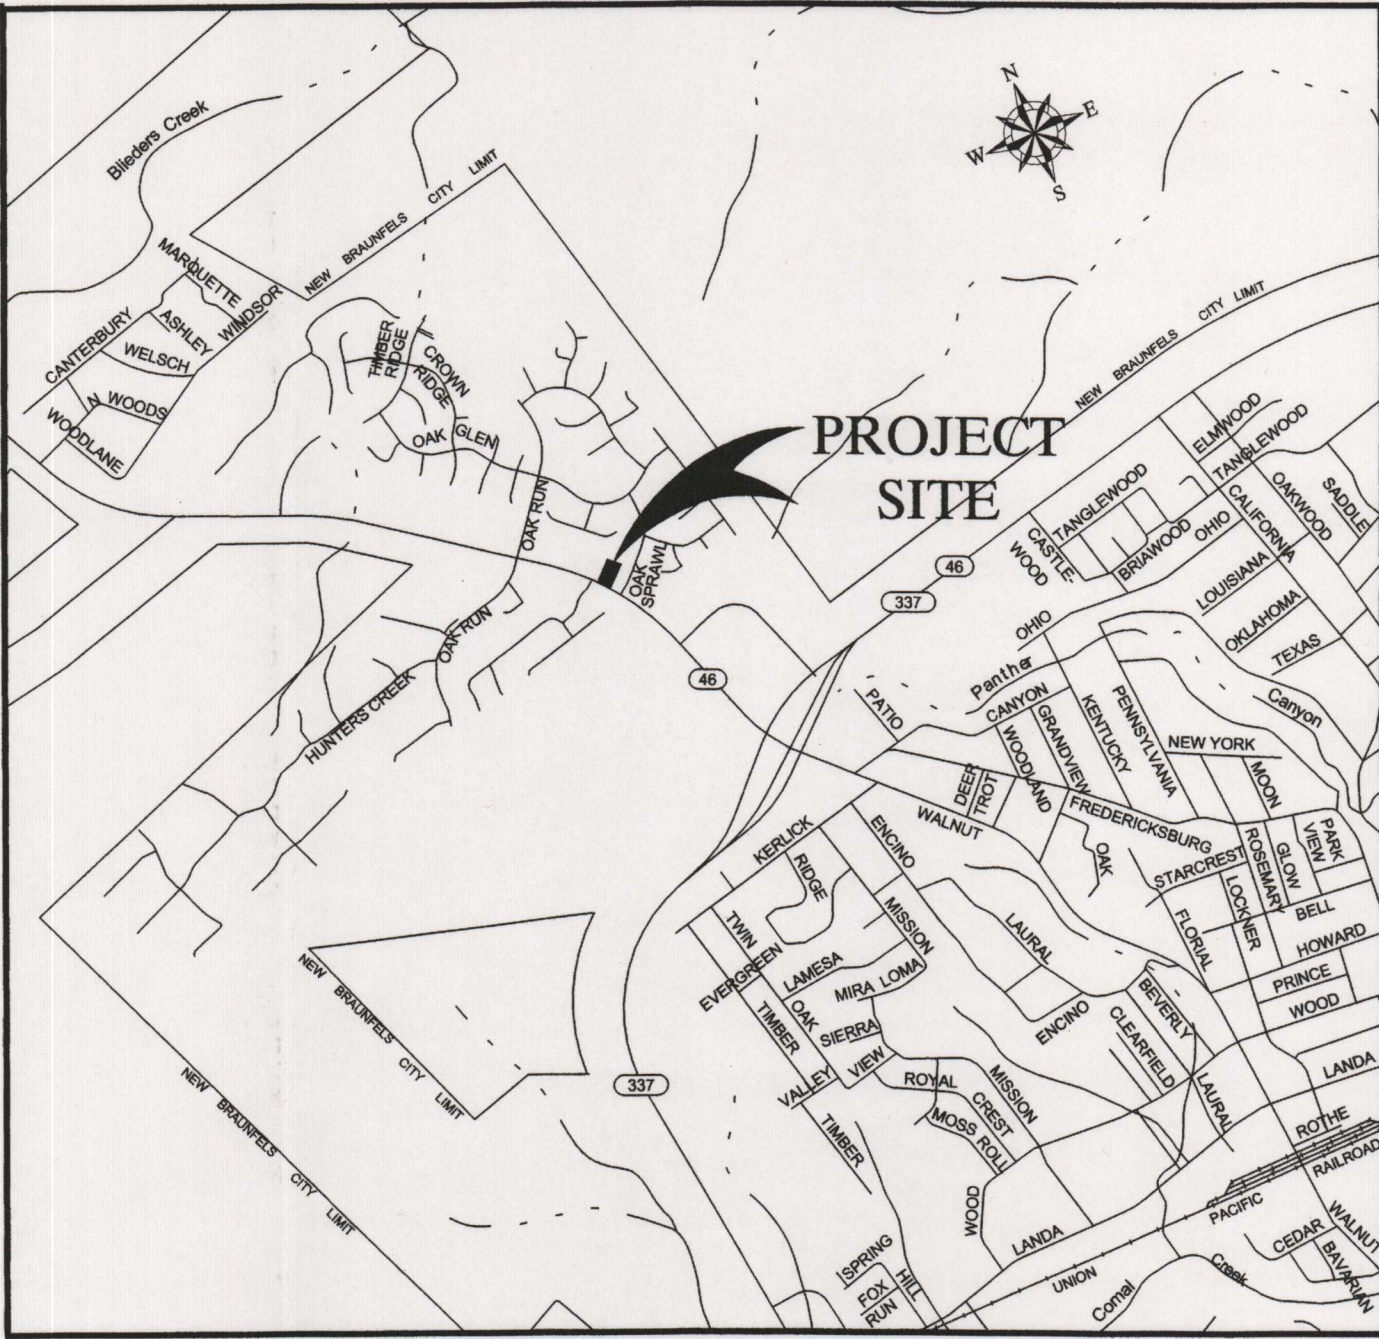 N
E
W
S
Blieders Creek
NEW BRAUNFELS CITY LIMIT
MARQUETTE
WINDSOR
CANTERBURY
ASHLEY
WELSCH
N WOODS
WOODLANE
TIMBER
RIDGE
CROWN
RIDGE
OAK GLEN
OAK RUN
NEW BRAUNFELS CITY LIMIT
PROJECT
SITE
OAK
SPRAWL
ELMWOOD
TANGLEWOOD
TANGLEWOOD
CASTLE-
WOOD
BRIAWOOD
OHIO
CALIFORNIA
OAKWOOD
SADDLE
LOUISIANA
OKLAHOMA
TEXAS
46
337
OHIO
Panther
Canyon
OAK RUN
HUNTERS CREEK
46
PATIO
CANYON
WOODLAND
GRANDVIEW
KENTUCKY
PENNSYLVANIA
NEW YORK
MOON
DEER
TROT
WALNUT
FREDERICKSBURG
OAK
STARCREST
ROSEMARY
GLOW
PARK
VIEW
LOCKNER
BELL
HOWARD
PRINCE
WOOD
FLORIAL
KERLICK
RIDGE
ENCINO
MISSION
LAURAL
TWIN
EVERGREEN
LAMESA
MIRA LOMA
OAK
TIMBER
SIERRA
VIEW
VALLEY
TIMBER
ENCINO
BEVERLY
CLEARFIELD
LAURAL
ROYAL
CREST
MISSION
MOSS ROLL
WOOD
LANDA
LANDA
ROTHE
RAILROAD
PACIFIC
UNION
NEW BRAUNFELS CITY LIMIT
NEW BRAUNFELS CITY LIMIT
337
SPRING
HILL
FOX
RUN
Comal
Creek
CEDAR
WALNUT
BAVARIAN